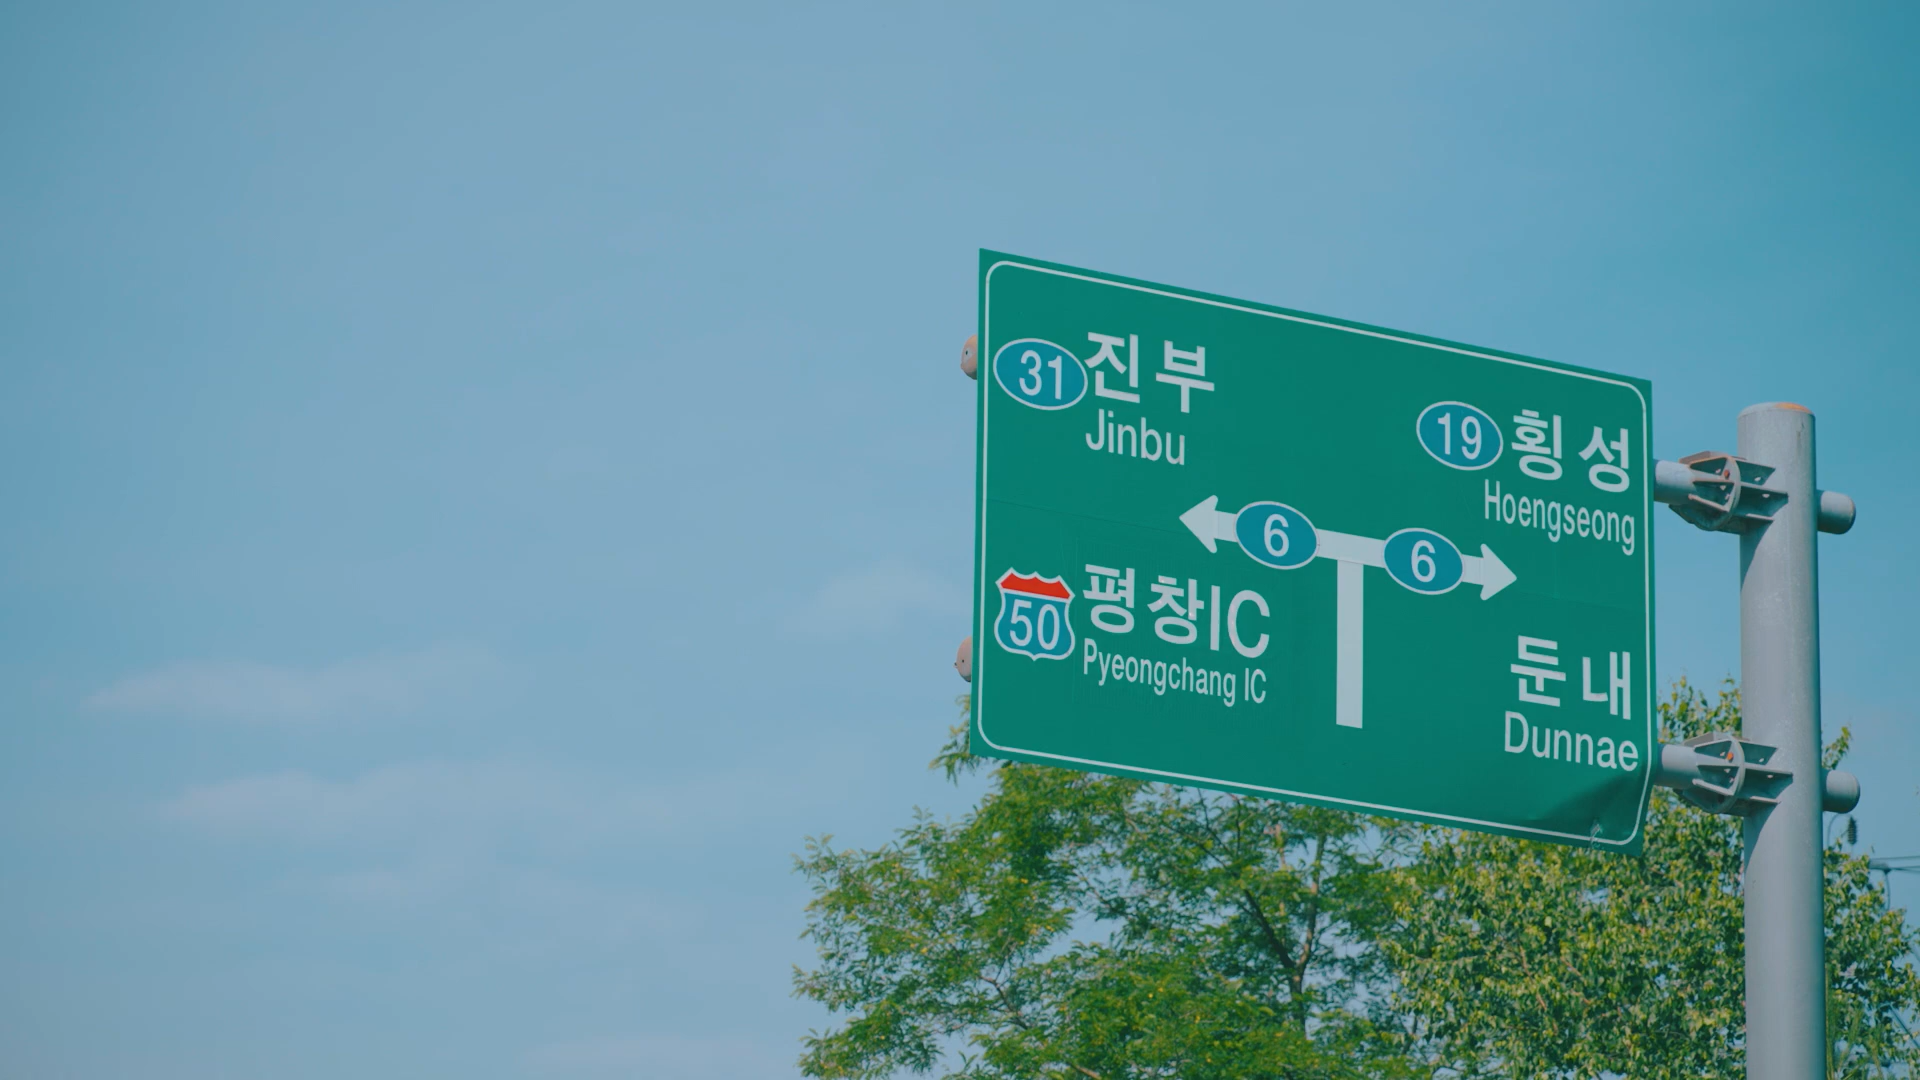 31 진부
Jinbu
19 횡성
Hoengseong
6 6
50 평창IC
Pyeongchang IC
둔내
Dunnae